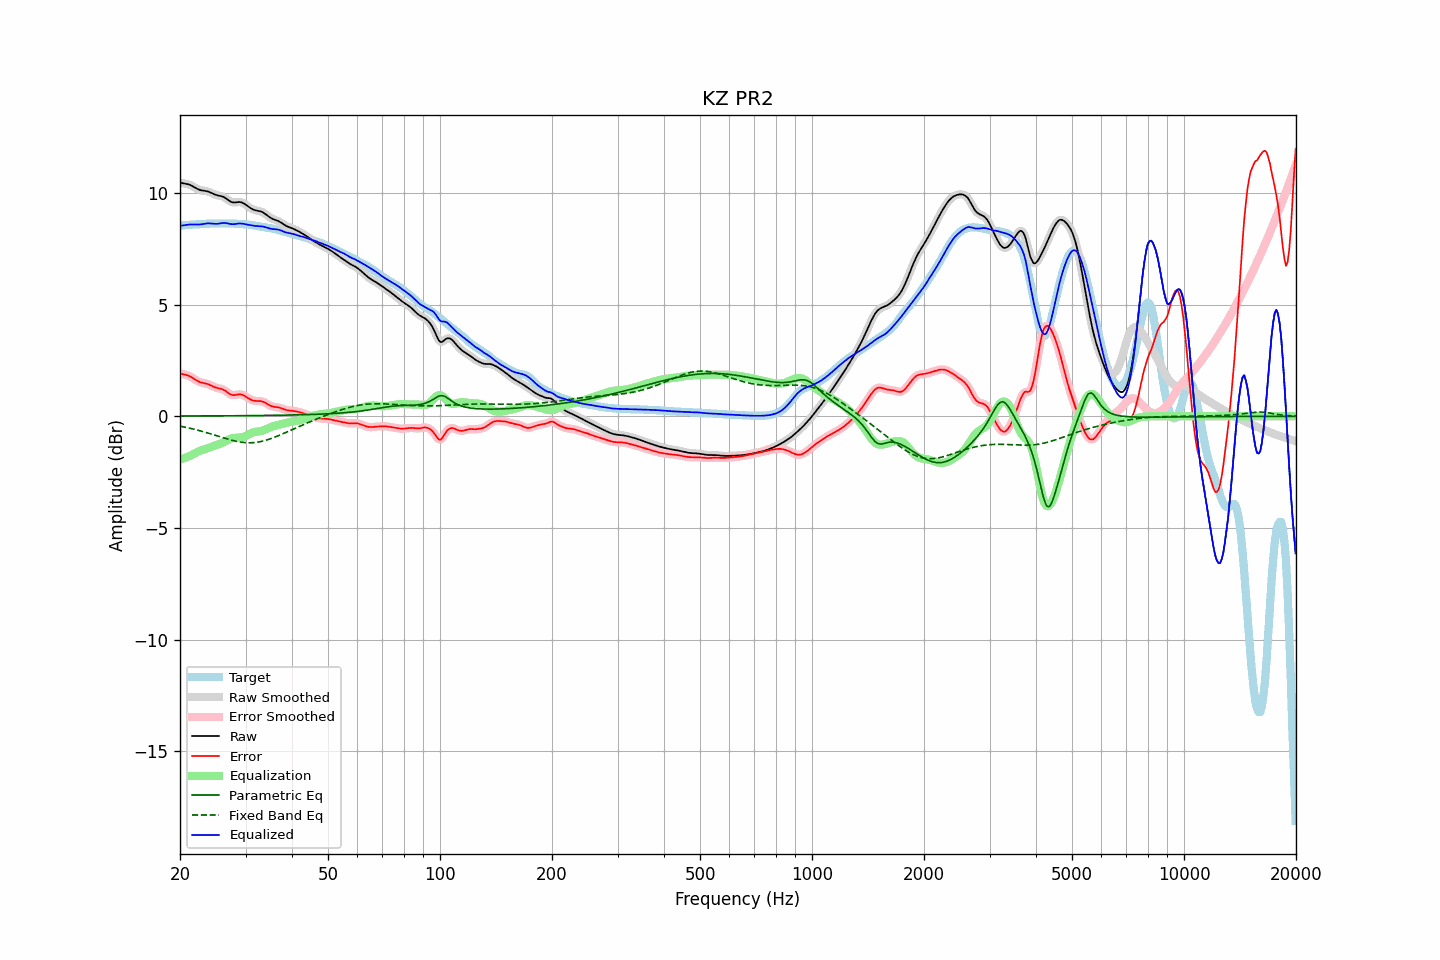 KZ PR2
Amplitude (dBr)
10
5
0
−5
−10
−15
Target
Raw Smoothed
Error Smoothed
Raw
Error
Equalization
Parametric Eq
Fixed Band Eq
Equalized
20 50 100 200 500 1000 2000 5000 10000 20000
Frequency (Hz)